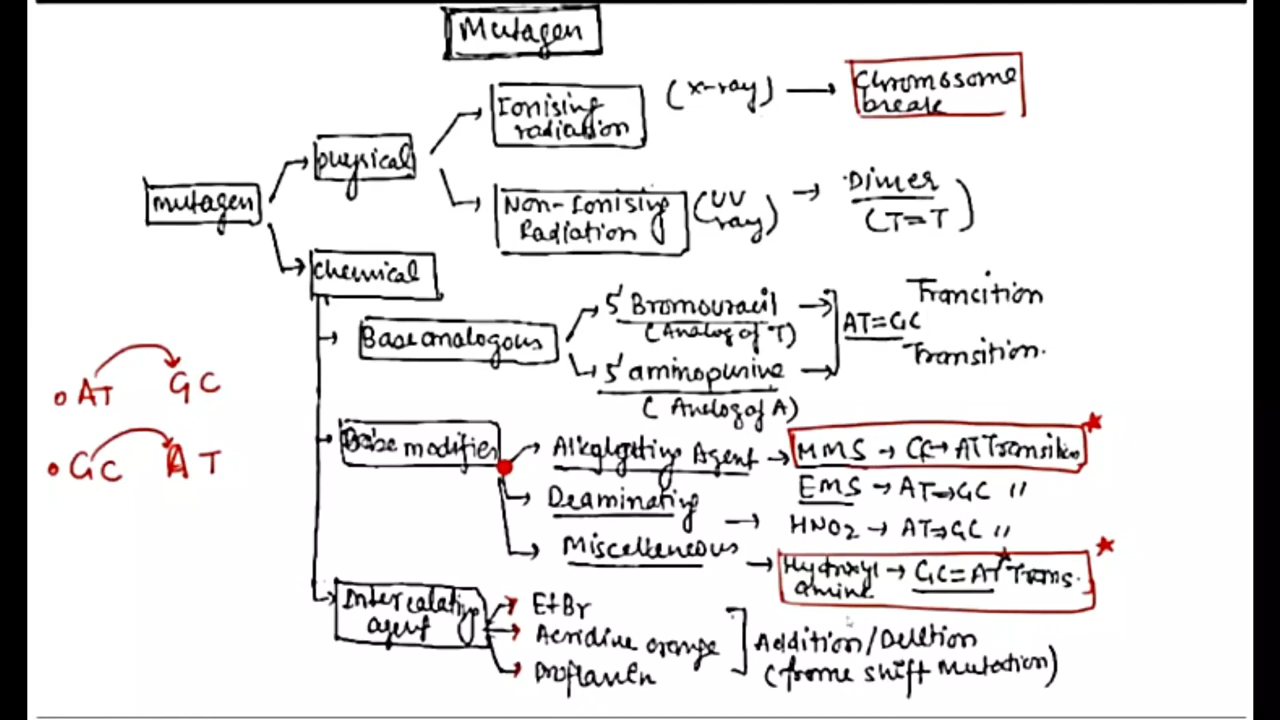 Mutagen
Ionising
radiation
(x-ray) →
Chromosome
break
physical
mutagen
Non-Ionising
Radiation
(UV
ray)
→ Dimer
(T=T)
chemical
Base analogous
5' Bromouracil →
(Analog of T)
5' aminopurine →
(Analog of A)
AT=GC
Trancition
Transition.
• AT GC
• GC AT
Base modifier
Alkalating Agent →
MMS → GC→AT Transition
EMS → AT→GC "
Deaminating →
HNO2 → AT→GC "
Miscelleneous →
Hydroxyl → GC=AT Trans.
amine
Intercalating
agent
EtBr
Acridine orange
Proflavin
Addition/Deletion
(frame shift Mutation)